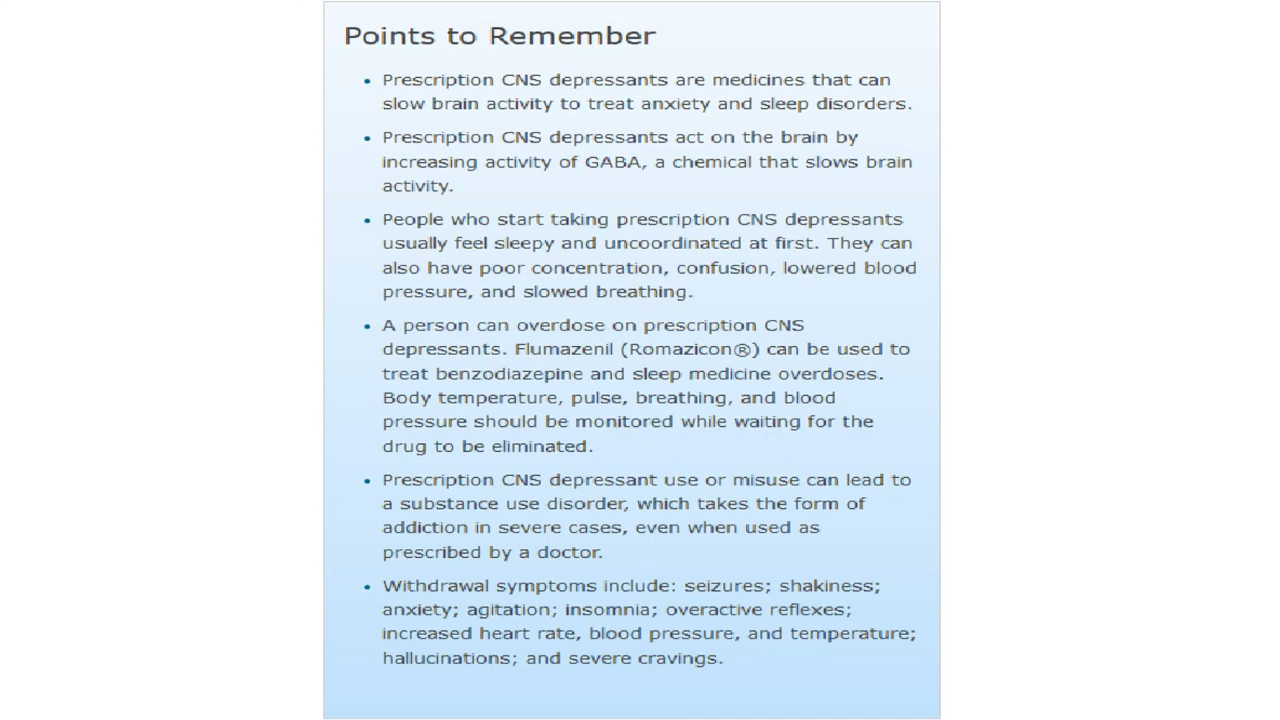 Points to Remember
• Prescription CNS depressants are medicines that can
slow brain activity to treat anxiety and sleep disorders.
• Prescription CNS depressants act on the brain by
increasing activity of GABA, a chemical that slows brain
activity.
• People who start taking prescription CNS depressants
usually feel sleepy and uncoordinated at first. They can
also have poor concentration, confusion, lowered blood
pressure, and slowed breathing.
• A person can overdose on prescription CNS
depressants. Flumazenil (Romazicon®) can be used to
treat benzodiazepine and sleep medicine overdoses.
Body temperature, pulse, breathing, and blood
pressure should be monitored while waiting for the
drug to be eliminated.
• Prescription CNS depressant use or misuse can lead to
a substance use disorder, which takes the form of
addiction in severe cases, even when used as
prescribed by a doctor.
• Withdrawal symptoms include: seizures; shakiness;
anxiety; agitation; insomnia; overactive reflexes;
increased heart rate, blood pressure, and temperature;
hallucinations; and severe cravings.